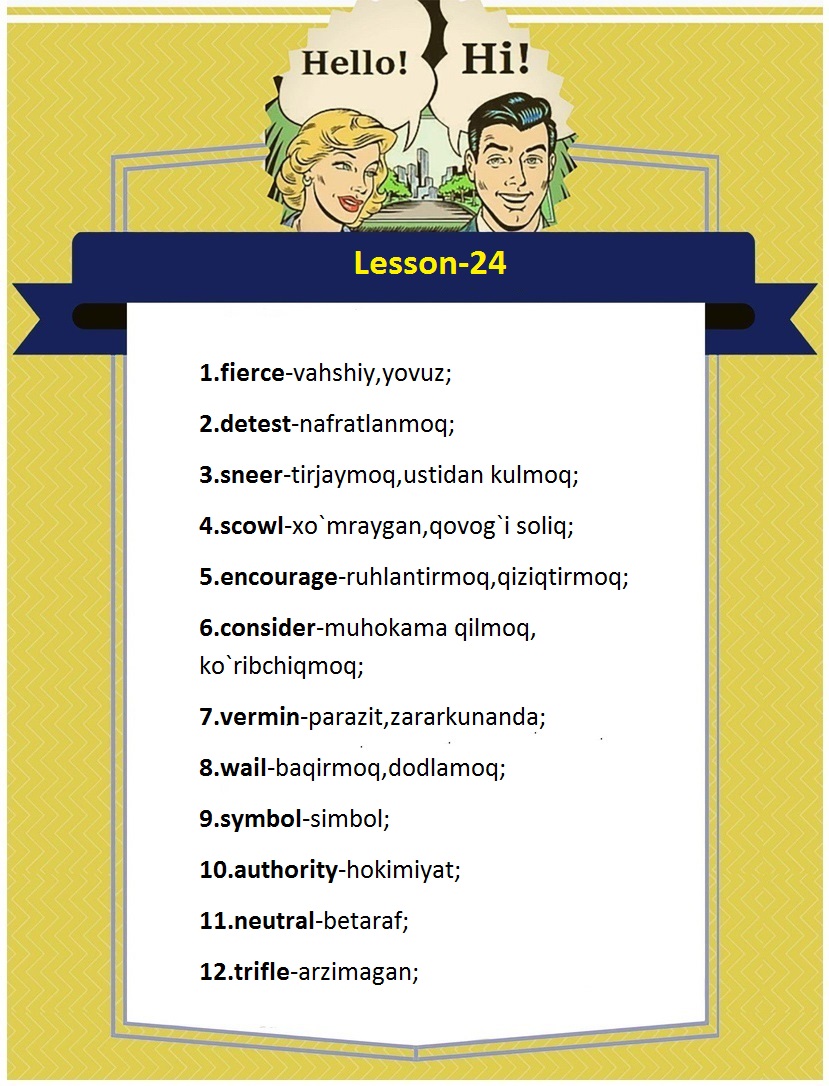 Hello!
Hi!
Lesson-24
1.fierce-vahshiy,yovuz;
2.detest-nafratlanmoq;
3.sneer-tirjaymoq,ustidan kulmoq;
4.scowl-xo`mraygan,qovog`i soliq;
5.encourage-ruhlantirmoq,qiziqtirmoq;
6.consider-muhokama qilmoq,
ko`ribchiqmoq;
7.vermin-parazit,zararkunanda;
8.wail-baqirmoq,dodlamoq;
9.symbol-simbol;
10.authority-hokimiyat;
11.neutral-betaraf;
12.trifle-arzimagan;